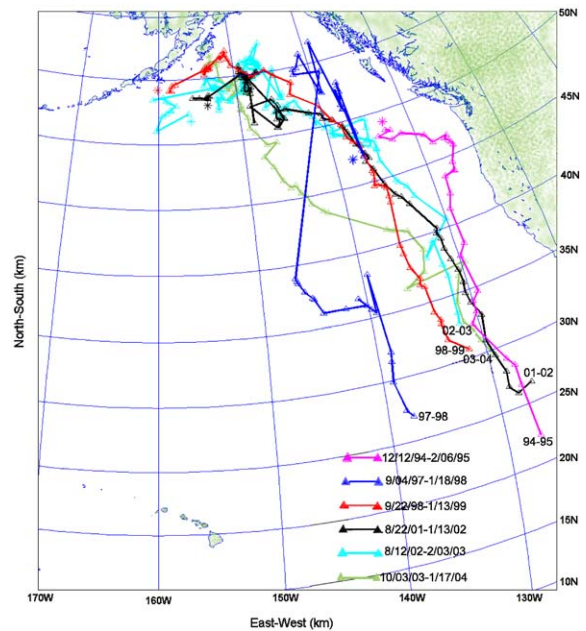 50N
45N
40N
35N
30N
25N
20N
15N
10N
North-South (km)
02-03
98-99
03-04
01-02
97-98
94-95
12/12/94-2/06/95
9/04/97-1/18/98
9/22/98-1/13/99
8/22/01-1/13/02
8/12/02-2/03/03
10/03/03-1/17/04
170W
160W
150W
140W
130W
East-West (km)